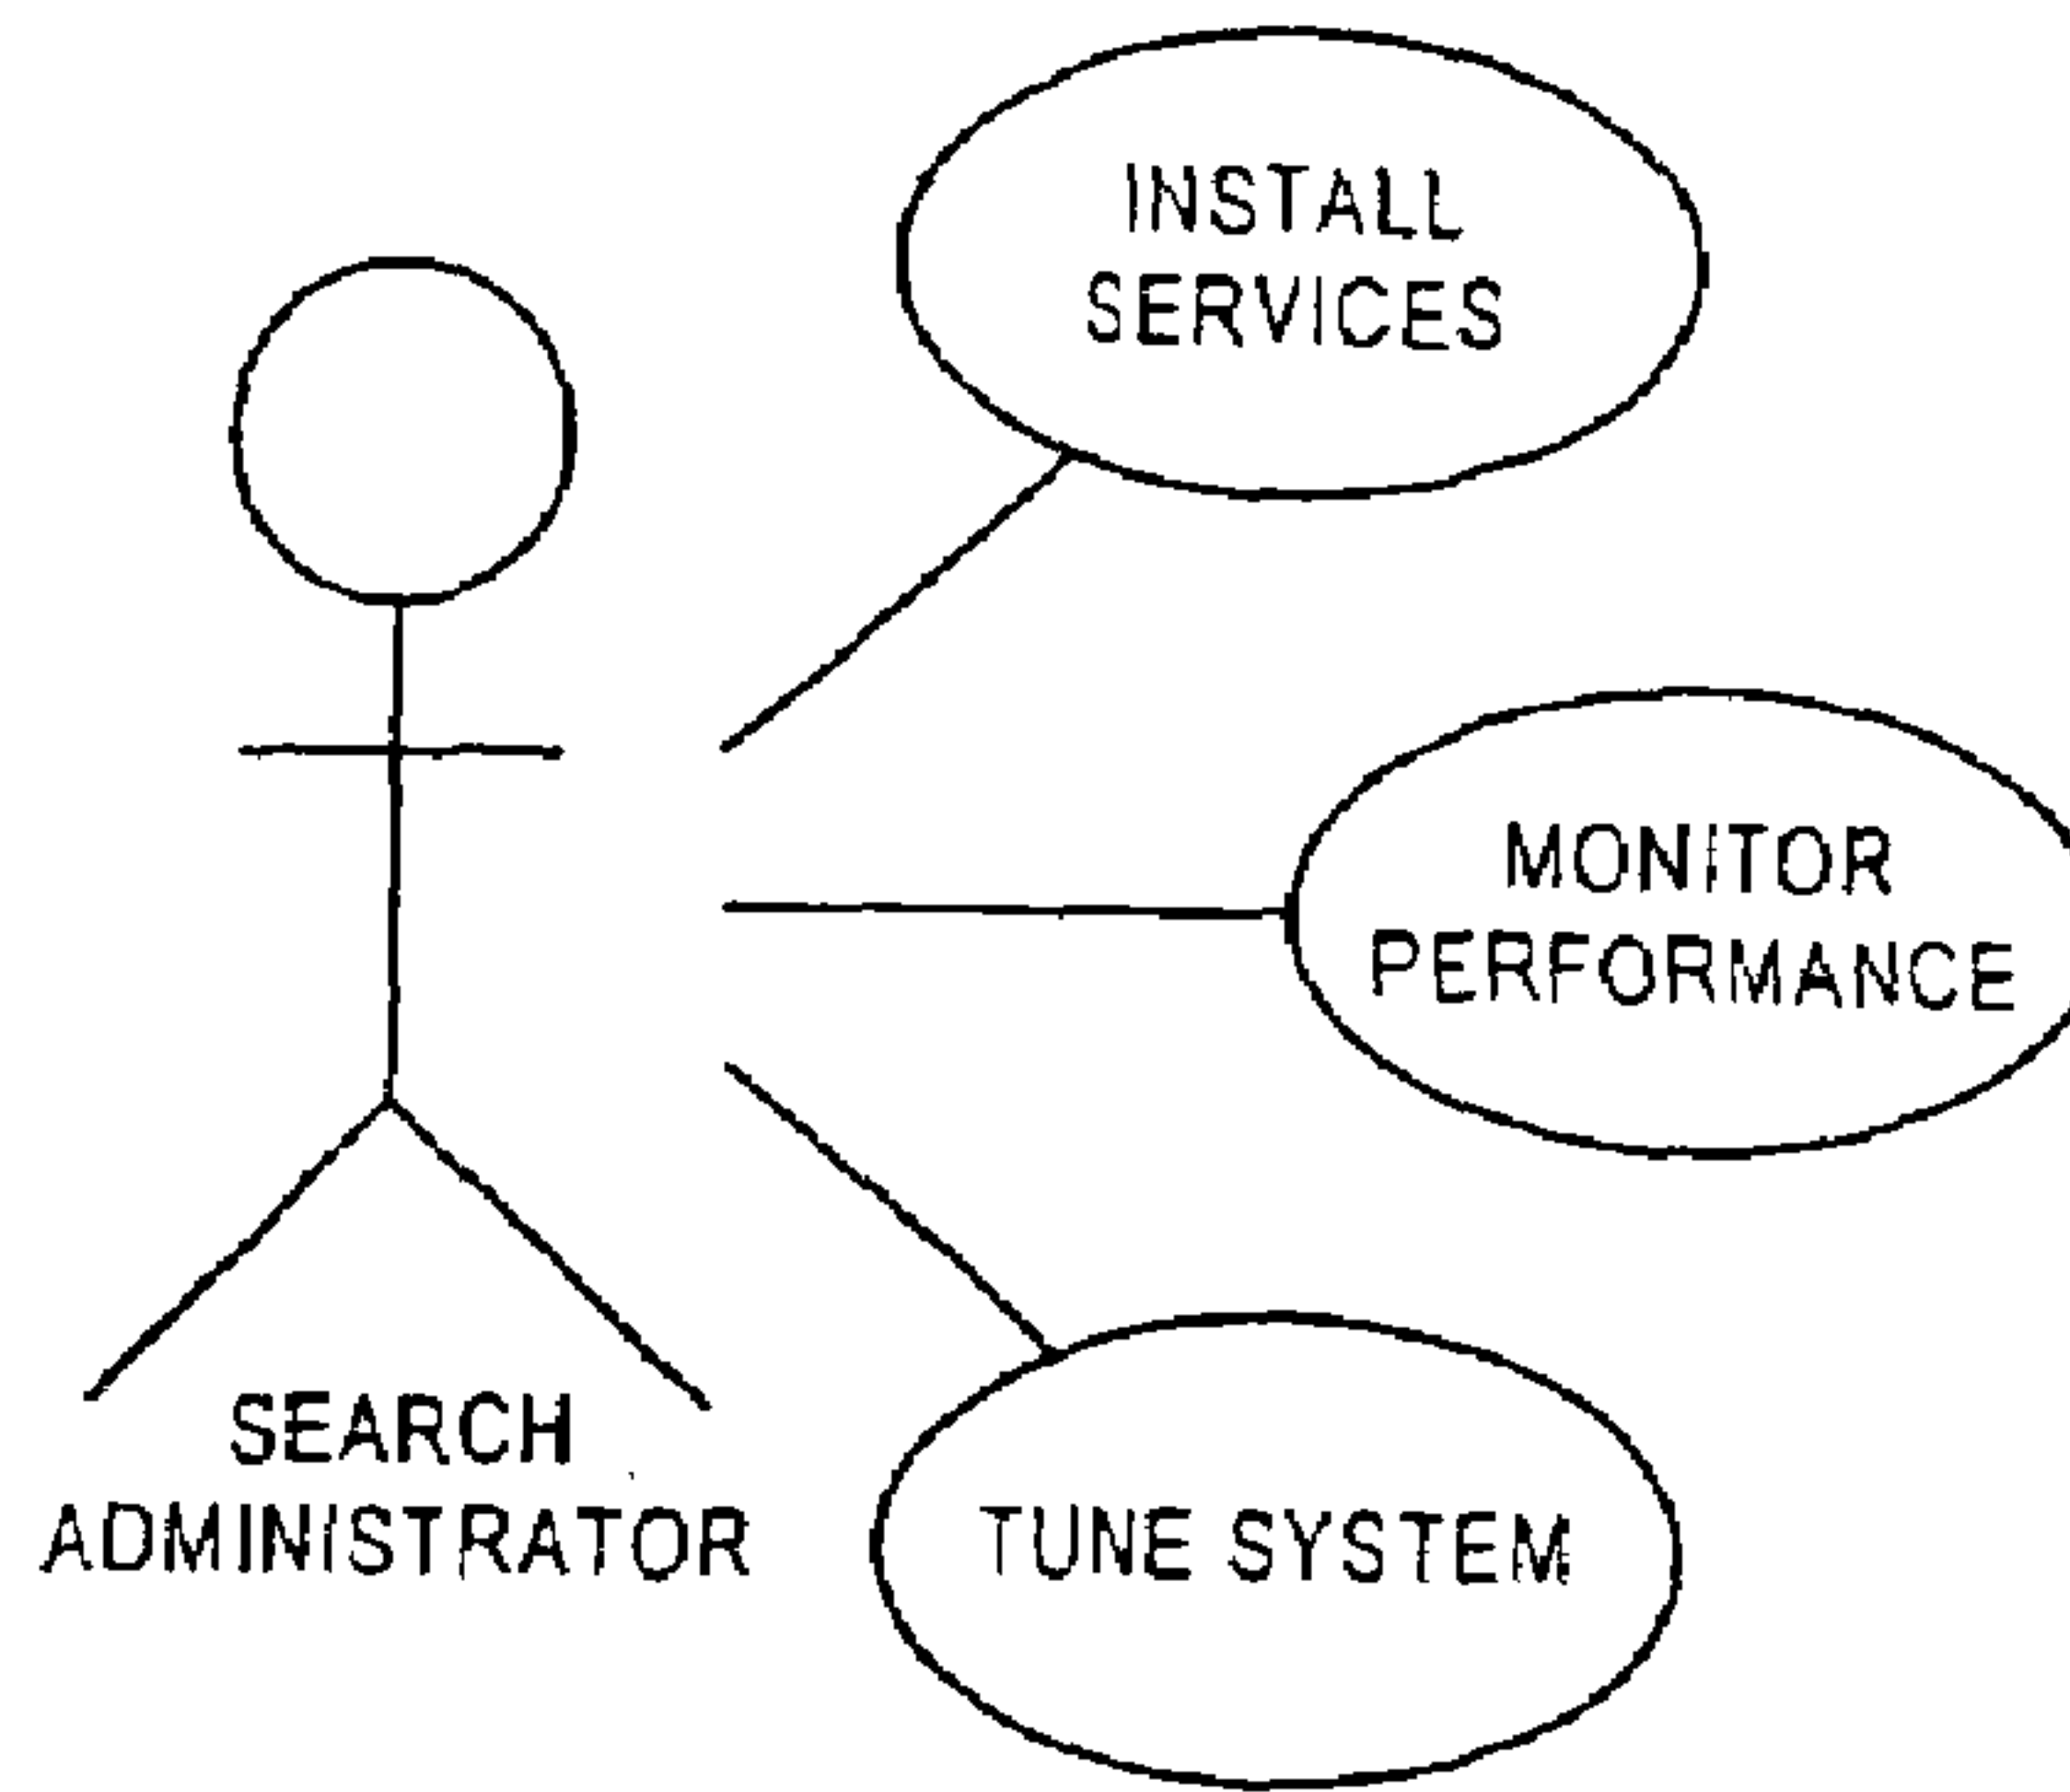 INSTALL
SERVICES
MONITOR
PERFORMANCE
SEARCH
ADMINISTRATOR
TUNE SYSTEM